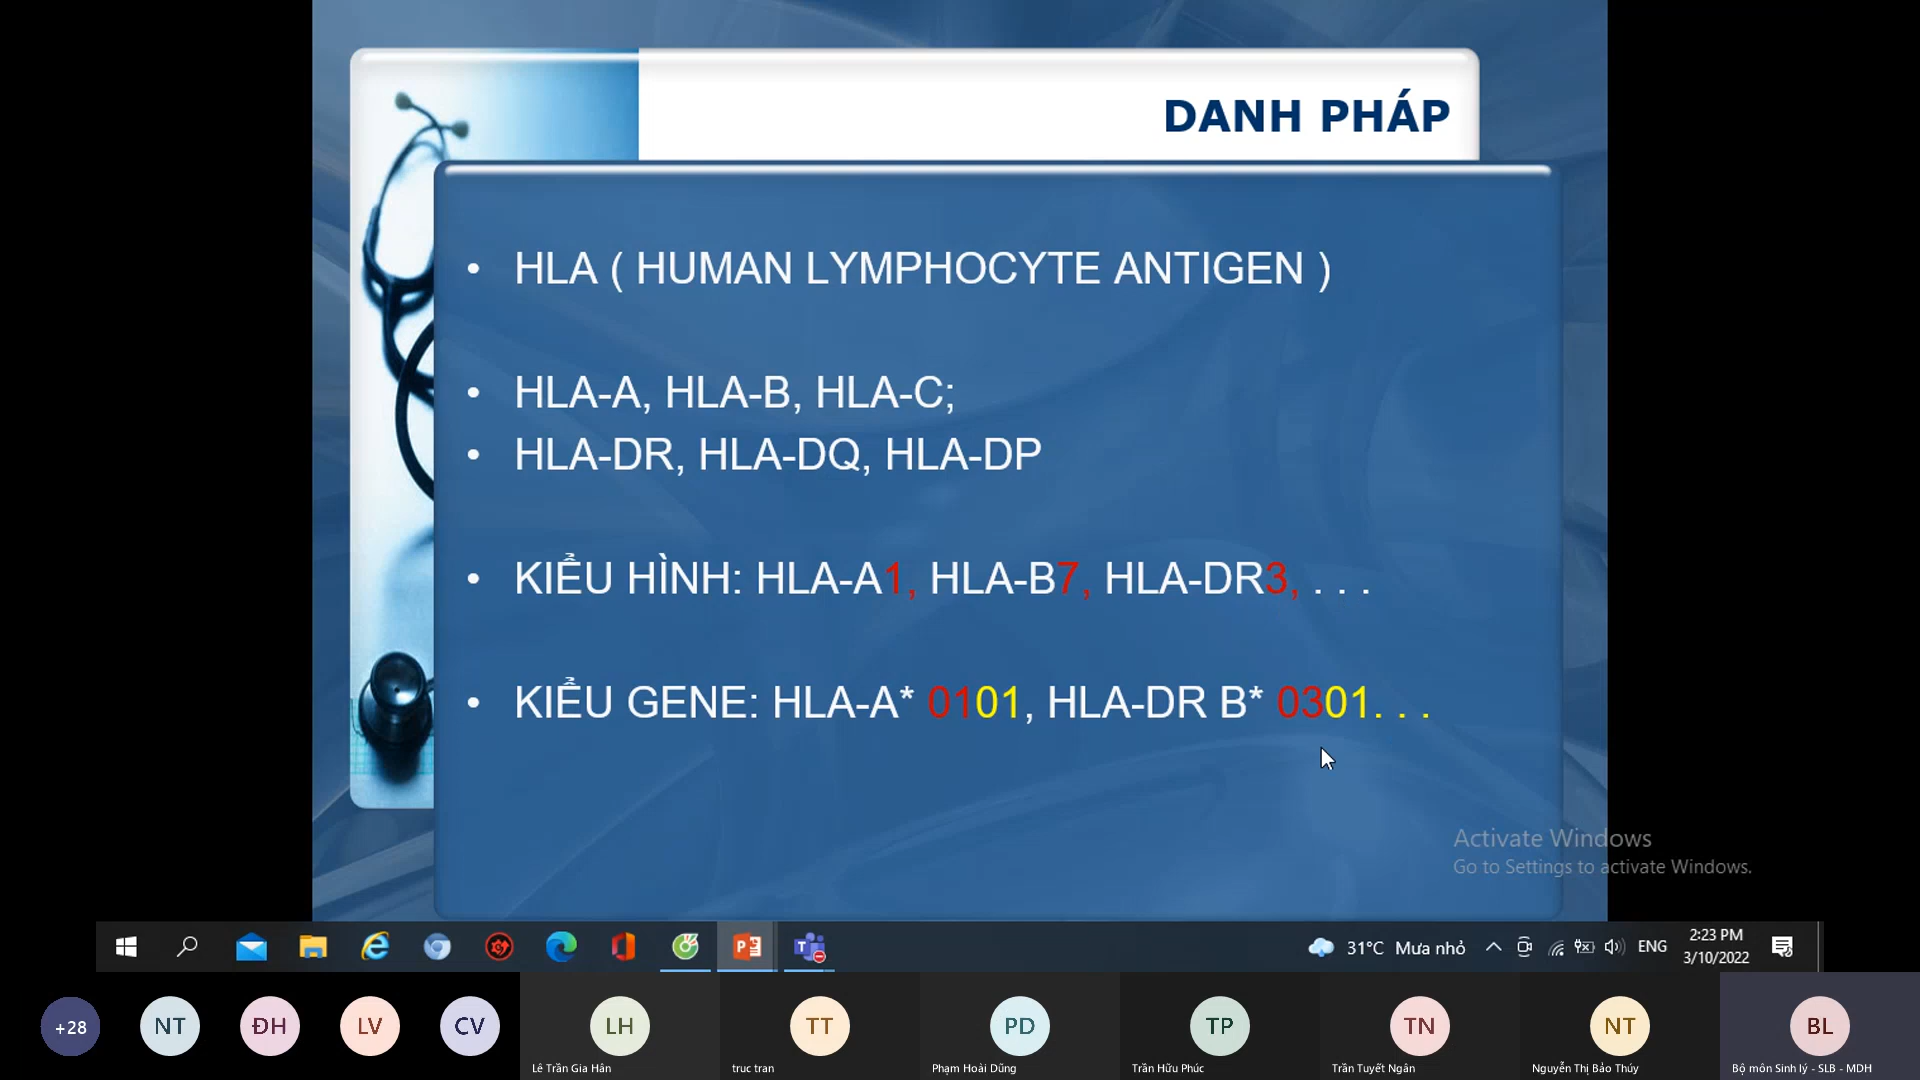 DANH PHÁP
• HLA ( HUMAN LYMPHOCYTE ANTIGEN )
• HLA-A, HLA-B, HLA-C;
• HLA-DR, HLA-DQ, HLA-DP
• KIỂU HÌNH: HLA-A1, HLA-B7, HLA-DR3, . . .
• KIỂU GENE: HLA-A* 0101, HLA-DR B* 0301. . .
Activate Windows
Go to Settings to activate Windows.
31°C Mưa nhỏ
ENG
2:23 PM
3/10/2022
+28
NT
ĐH
LV
CV
LH
Lê Trần Gia Hân
TT
truc tran
PD
Phạm Hoài Dũng
TP
Trần Hữu Phúc
TN
Trần Tuyết Ngân
NT
Nguyễn Thị Bảo Thúy
BL
Bộ môn Sinh lý - SLB - MDH